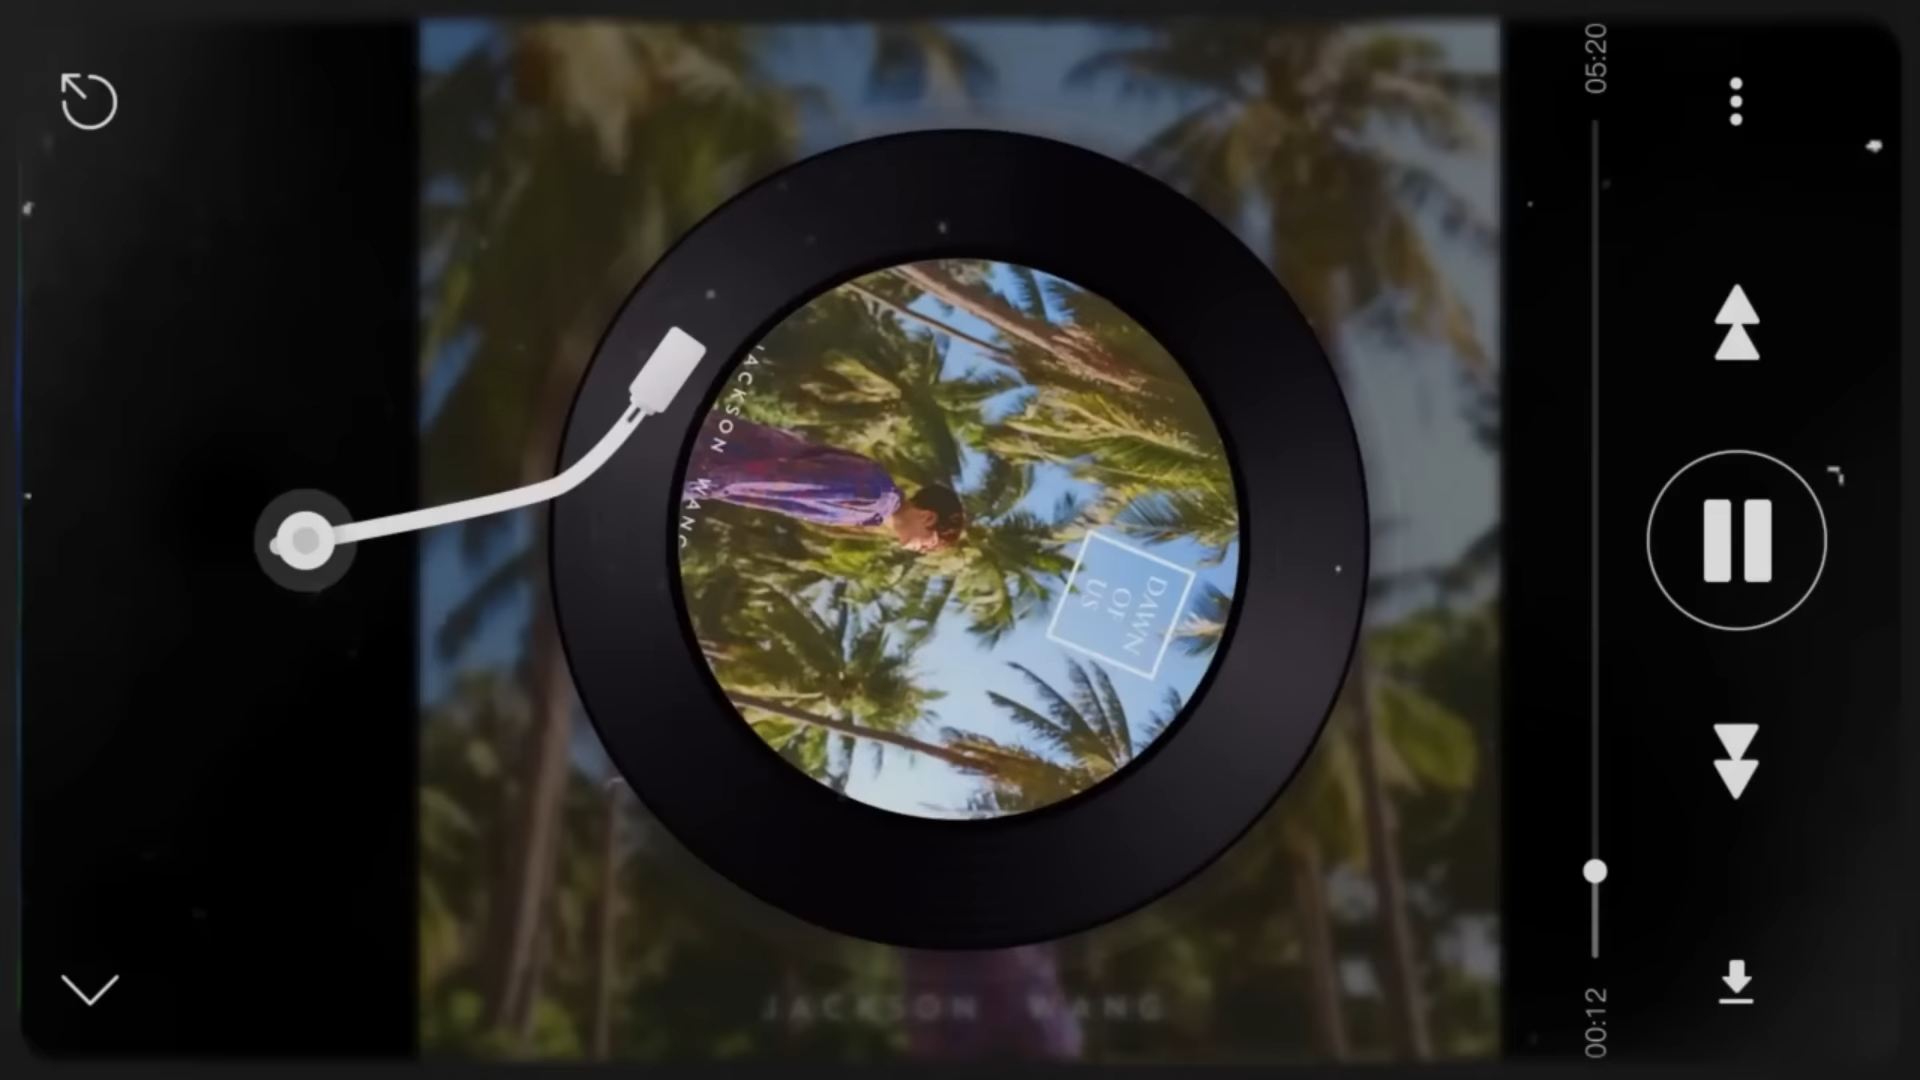 05:20
JACKSON WANG
DAWN
OF
US
JACKSON WANG
00:12